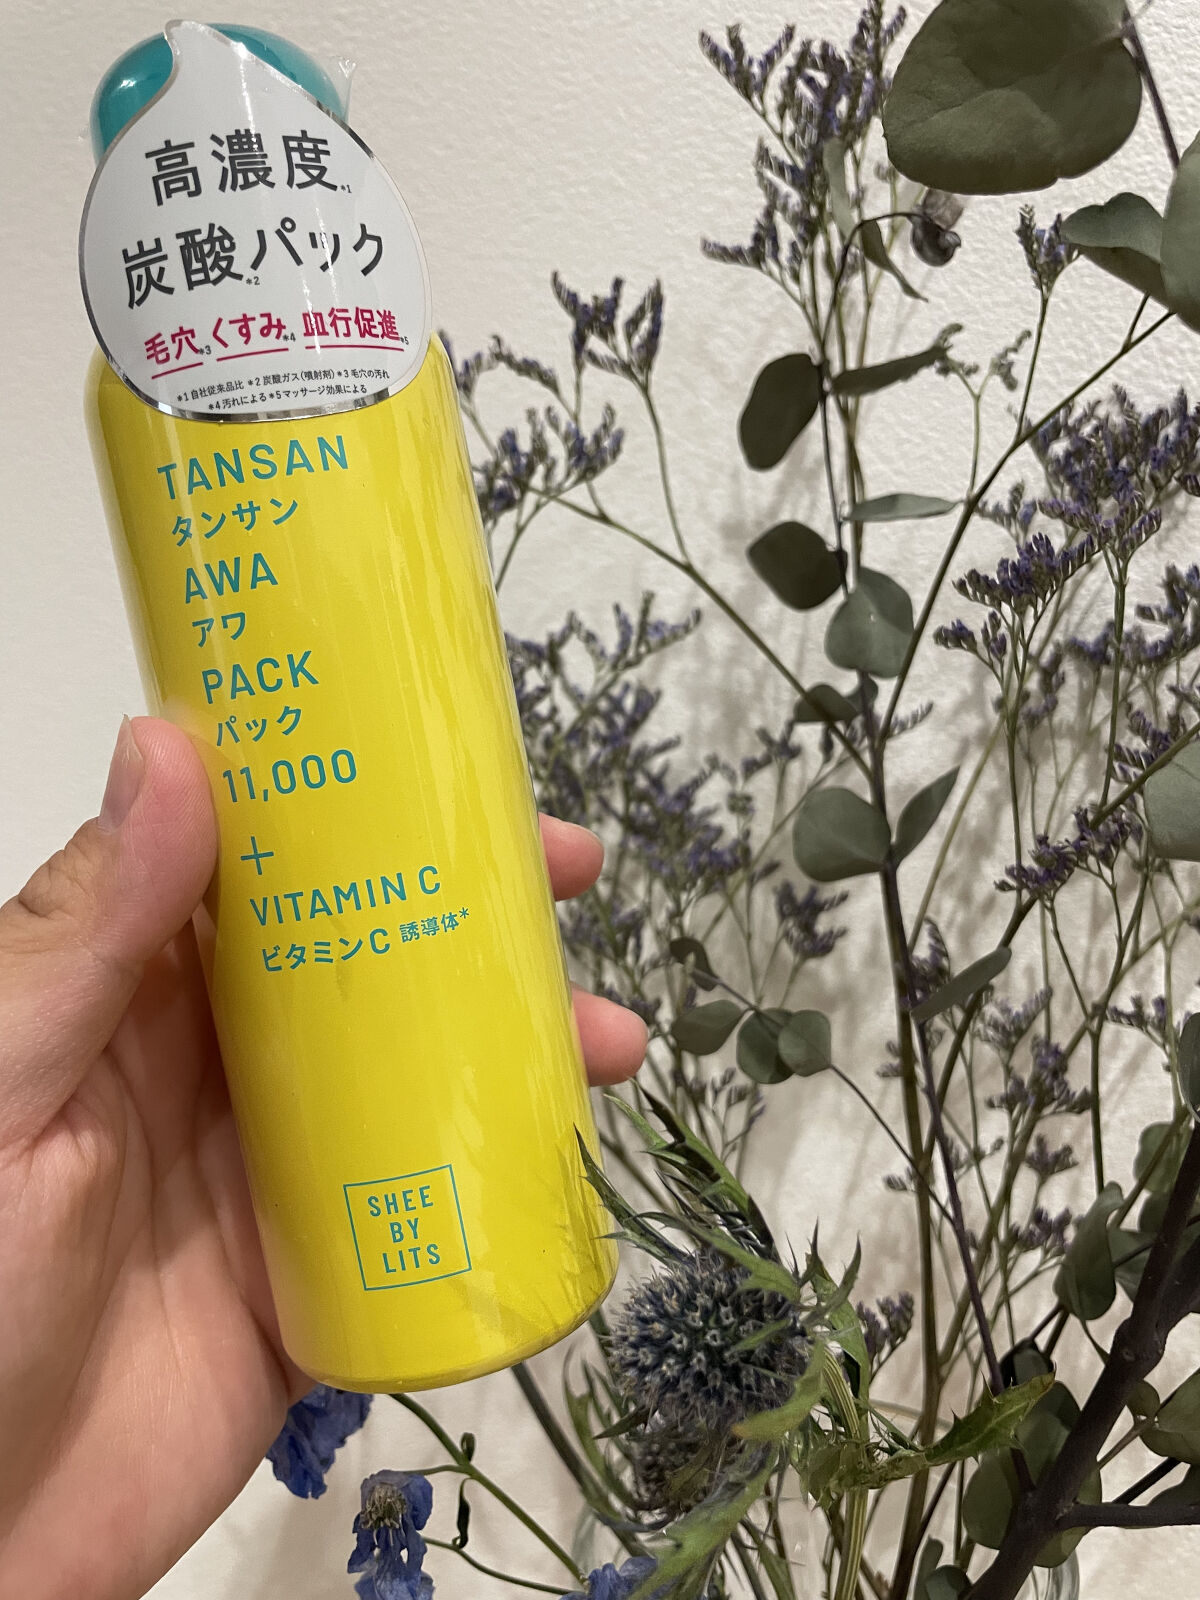 高濃度*1
炭酸パック*2
毛穴*3 くすみ*4 血行促進*5
*1 自社従来品比 *2 炭酸ガス(噴射剤) *3 毛穴の汚れ
*4 汚れによる *5 マッサージ効果による
TANSAN
タンサン
AWA
アワ
PACK
パック
11,000
+
VITAMIN C
ビタミンC 誘導体*
SHEE
BY
LITS